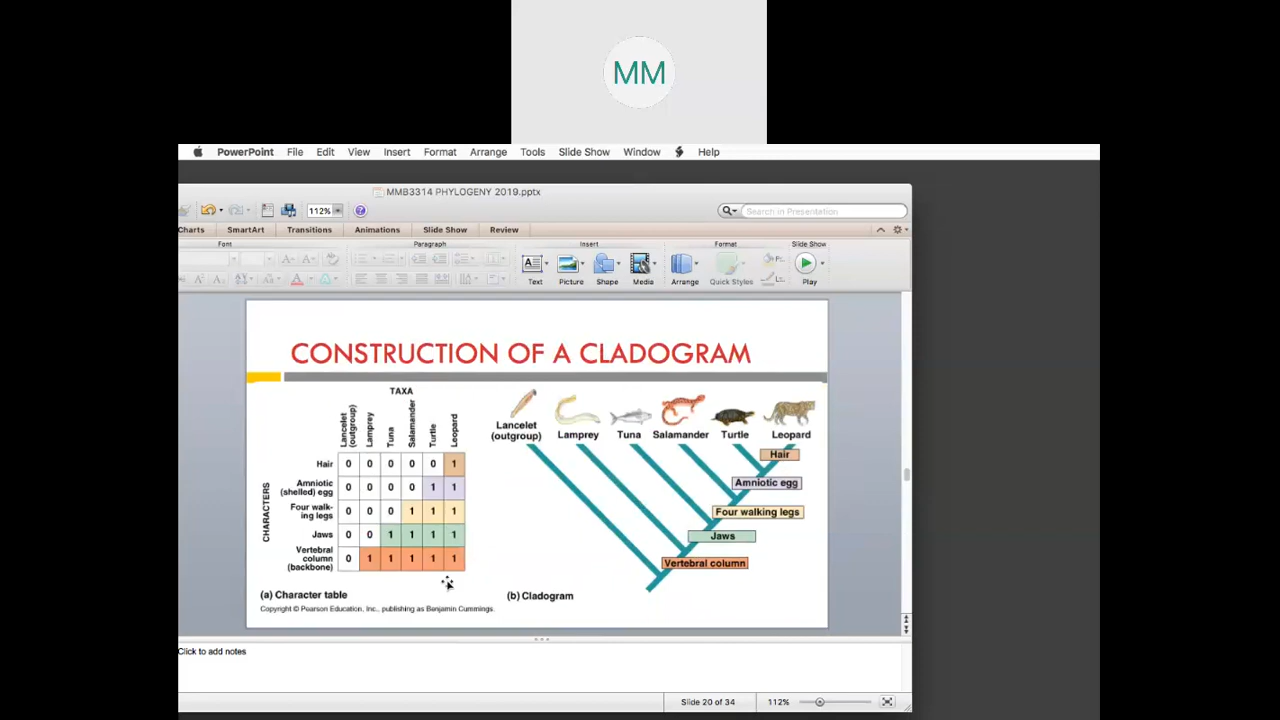 MM
PowerPoint File Edit View Insert Format Arrange Tools Slide Show Window Help
MMB3314 PHYLOGENY 2019.pptx
112%
Search in Presentation
Charts SmartArt Transitions Animations Slide Show Review
Font Paragraph Insert Format Slide Show
Text Picture Shape Media Arrange Quick Styles Play
CONSTRUCTION OF A CLADOGRAM
TAXA
Lancelet (outgroup)
Lamprey
Tuna
Salamander
Turtle
Leopard
CHARACTERS
Hair 0 0 0 0 0 1
Amniotic (shelled) egg 0 0 0 0 1 1
Four walk-ing legs 0 0 0 1 1 1
Jaws 0 0 1 1 1 1
Vertebral column (backbone) 0 1 1 1 1 1
(a) Character table
Copyright © Pearson Education, Inc., publishing as Benjamin Cummings.
Lancelet (outgroup) Lamprey Tuna Salamander Turtle Leopard
Hair
Amniotic egg
Four walking legs
Jaws
Vertebral column
(b) Cladogram
Click to add notes
Slide 20 of 34 112%